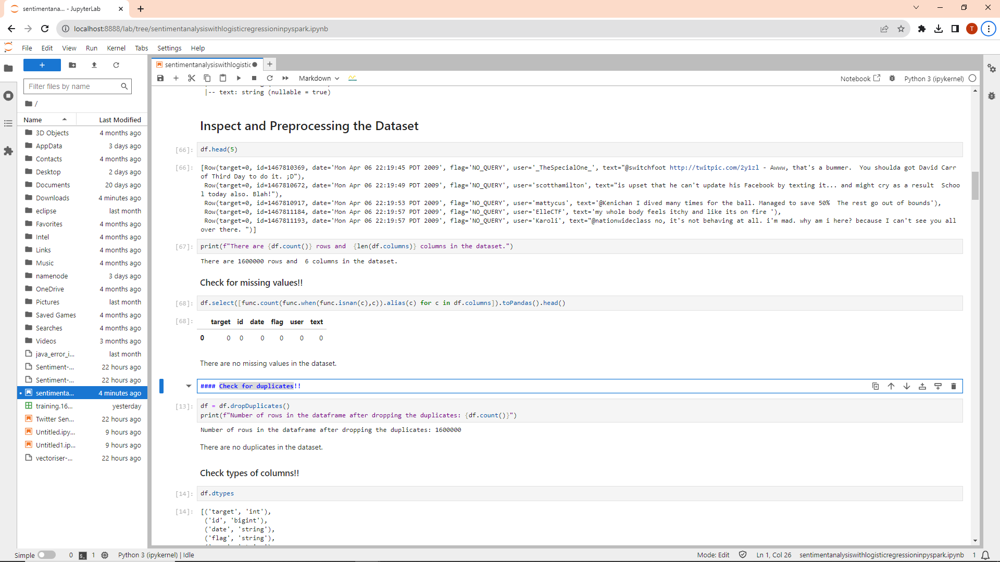 sentimentana... - JupyterLab
localhost:8888/lab/tree/sentimentanalysiswithlogisticregressioninpyspark.ipynb
T
File Edit View Run Kernel Tabs Settings Help
Filter files by name
/
Name Last Modified
3D Objects 4 months ago
AppData 3 days ago
Contacts 4 months ago
Desktop 2 days ago
Documents 20 days ago
Downloads 4 minutes ago
eclipse last month
Favorites 4 months ago
Intel 4 months ago
Links 4 months ago
Music 4 months ago
namenode 3 days ago
OneDrive 4 months ago
Pictures last month
Saved Games 4 months ago
Searches 4 months ago
Videos 3 months ago
java_error_i... last month
Sentiment-... 22 hours ago
Sentiment-... 22 hours ago
sentimenta... 4 minutes ago
training.16... yesterday
Twitter Sen... 22 hours ago
Untitled.ipy... 9 hours ago
Untitled1.ip... 9 hours ago
vectoriser-... 22 hours ago
sentimentanalysiswithlogistic
Markdown
Notebook Python 3 (ipykernel)
|-- text: string (nullable = true)
Inspect and Preprocessing the Dataset
[66]: df.head(5)
[66]: [Row(target=0, id=1467810369, date='Mon Apr 06 22:19:45 PDT 2009', flag='NO_QUERY', user='_TheSpecialOne_', text="@switchfoot http://twitpic.com/2y1zl - Awww, that's a bummer.  You shoulda got David Carr
of Third Day to do it. ;D"),
Row(target=0, id=1467810672, date='Mon Apr 06 22:19:49 PDT 2009', flag='NO_QUERY', user='scotthamilton', text="is upset that he can't update his Facebook by texting it... and might cry as a result  Schoo
l today also. Blah!"),
Row(target=0, id=1467810917, date='Mon Apr 06 22:19:53 PDT 2009', flag='NO_QUERY', user='mattycus', text='@Kenichan I dived many times for the ball. Managed to save 50%  The rest go out of bounds'),
Row(target=0, id=1467811184, date='Mon Apr 06 22:19:57 PDT 2009', flag='NO_QUERY', user='ElleCTF', text='my whole body feels itchy and like its on fire '),
Row(target=0, id=1467811193, date='Mon Apr 06 22:19:57 PDT 2009', flag='NO_QUERY', user='Karoli', text="@nationwideclass no, it's not behaving at all. i'm mad. why am i here? because I can't see you all
over there. ")]
[67]: print(f"There are {df.count()} rows and  {len(df.columns)} columns in the dataset.")
There are 1600000 rows and  6 columns in the dataset.
Check for missing values!!
[68]: df.select([func.count(func.when(func.isnan(c),c)).alias(c) for c in df.columns]).toPandas().head()
[68]: target id date flag user text
0 0 0 0 0 0 0
There are no missing values in the dataset.
#### Check for duplicates!!
[13]: df = df.dropDuplicates()
print(f"Number of rows in the dataframe after dropping the duplicates: {df.count()}")
Number of rows in the dataframe after dropping the duplicates: 1600000
There are no duplicates in the dataset.
Check types of columns!!
[14]: df.dtypes
[14]: [('target', 'int'),
('id', 'bigint'),
('date', 'string'),
('flag', 'string'),
Simple 0 $_ 1 Python 3 (ipykernel) | Idle Mode: Edit Ln 1, Col 26 sentimentanalysiswithlogisticregressioninpyspark.ipynb 1